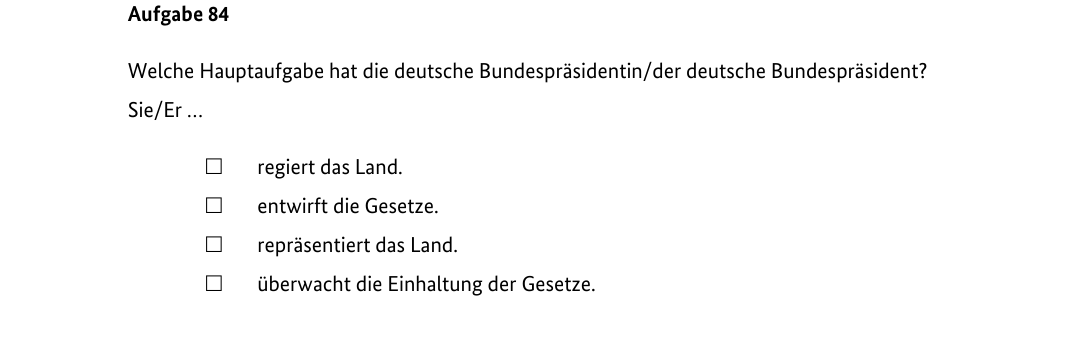 Aufgabe 84
Welche Hauptaufgabe hat die deutsche Bundespräsidentin/der deutsche Bundespräsident?
Sie/Er …
☐ regiert das Land.
☐ entwirft die Gesetze.
☐ repräsentiert das Land.
☐ überwacht die Einhaltung der Gesetze.